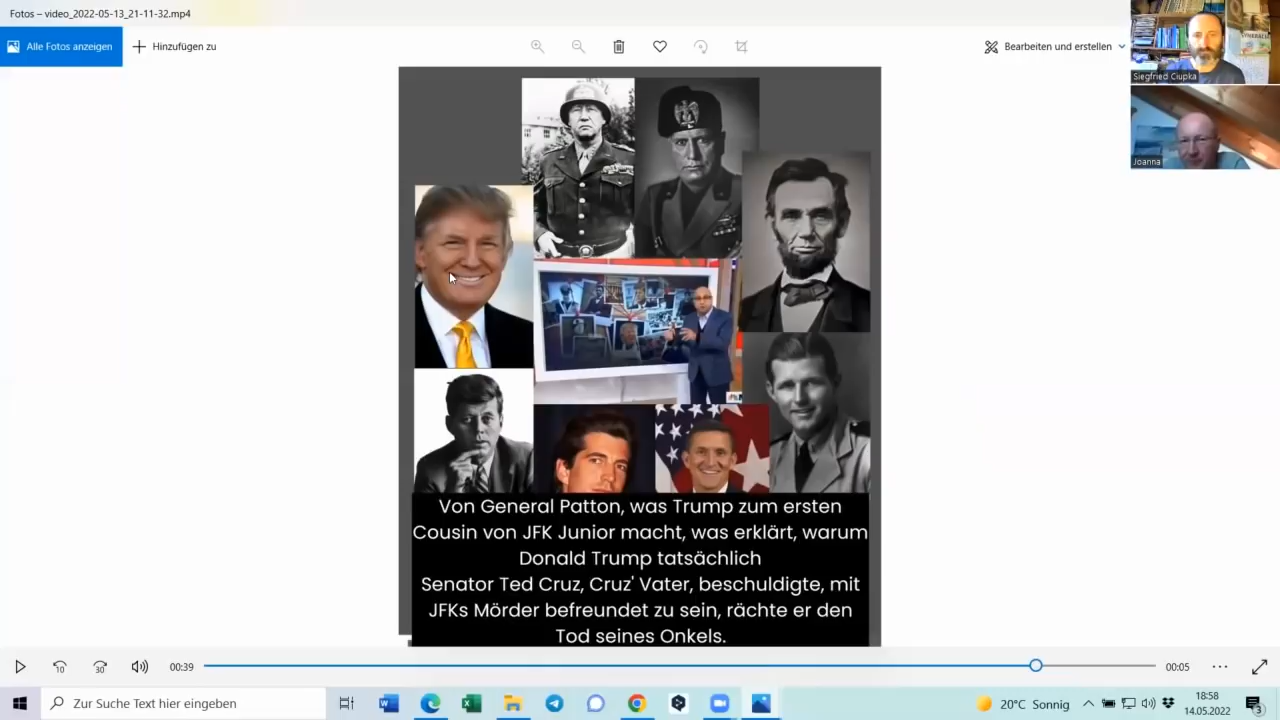 Fotos – video_2022-05-13_21-11-32.mp4
Alle Fotos anzeigen
Hinzufügen zu
Bearbeiten und erstellen
Siegfried Ciupka
Joanna
Von General Patton, was Trump zum ersten
Cousin von JFK Junior macht, was erklärt, warum
Donald Trump tatsächlich
Senator Ted Cruz, Cruz' Vater, beschuldigte, mit
JFKs Mörder befreundet zu sein, rächte er den
Tod seines Onkels.
10
30
00:39
00:05
Zur Suche Text hier eingeben
20°C Sonnig
18:58
14.05.2022
3